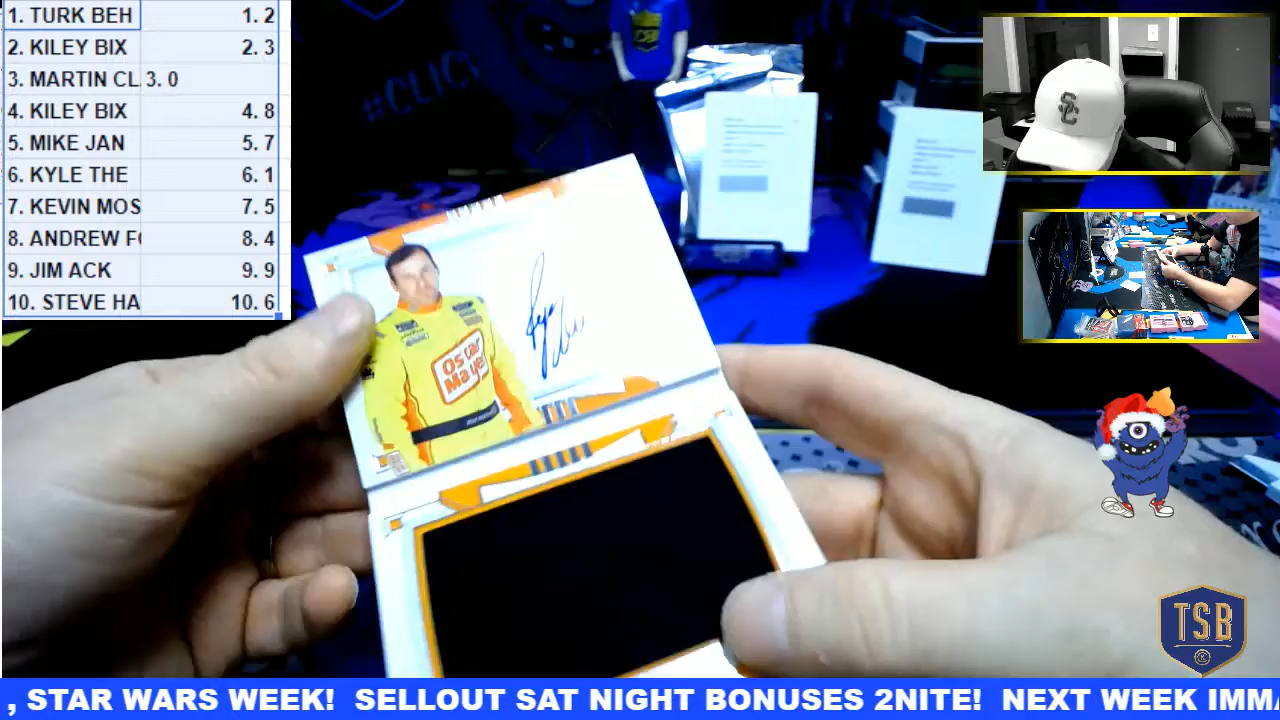 1. TURK BEH 1. 2
2. KILEY BIX 2. 3
3. MARTIN CL 3. 0
4. KILEY BIX 4. 8
5. MIKE JAN 5. 7
6. KYLE THE 6. 1
7. KEVIN MOS 7. 5
8. ANDREW F 8. 4
9. JIM ACK 9. 9
10. STEVE HA 10. 6
#CLIC
TSB
SC
Oscar
Mayer
TSB
, STAR WARS WEEK! SELLOUT SAT NIGHT BONUSES 2NITE! NEXT WEEK IMMA